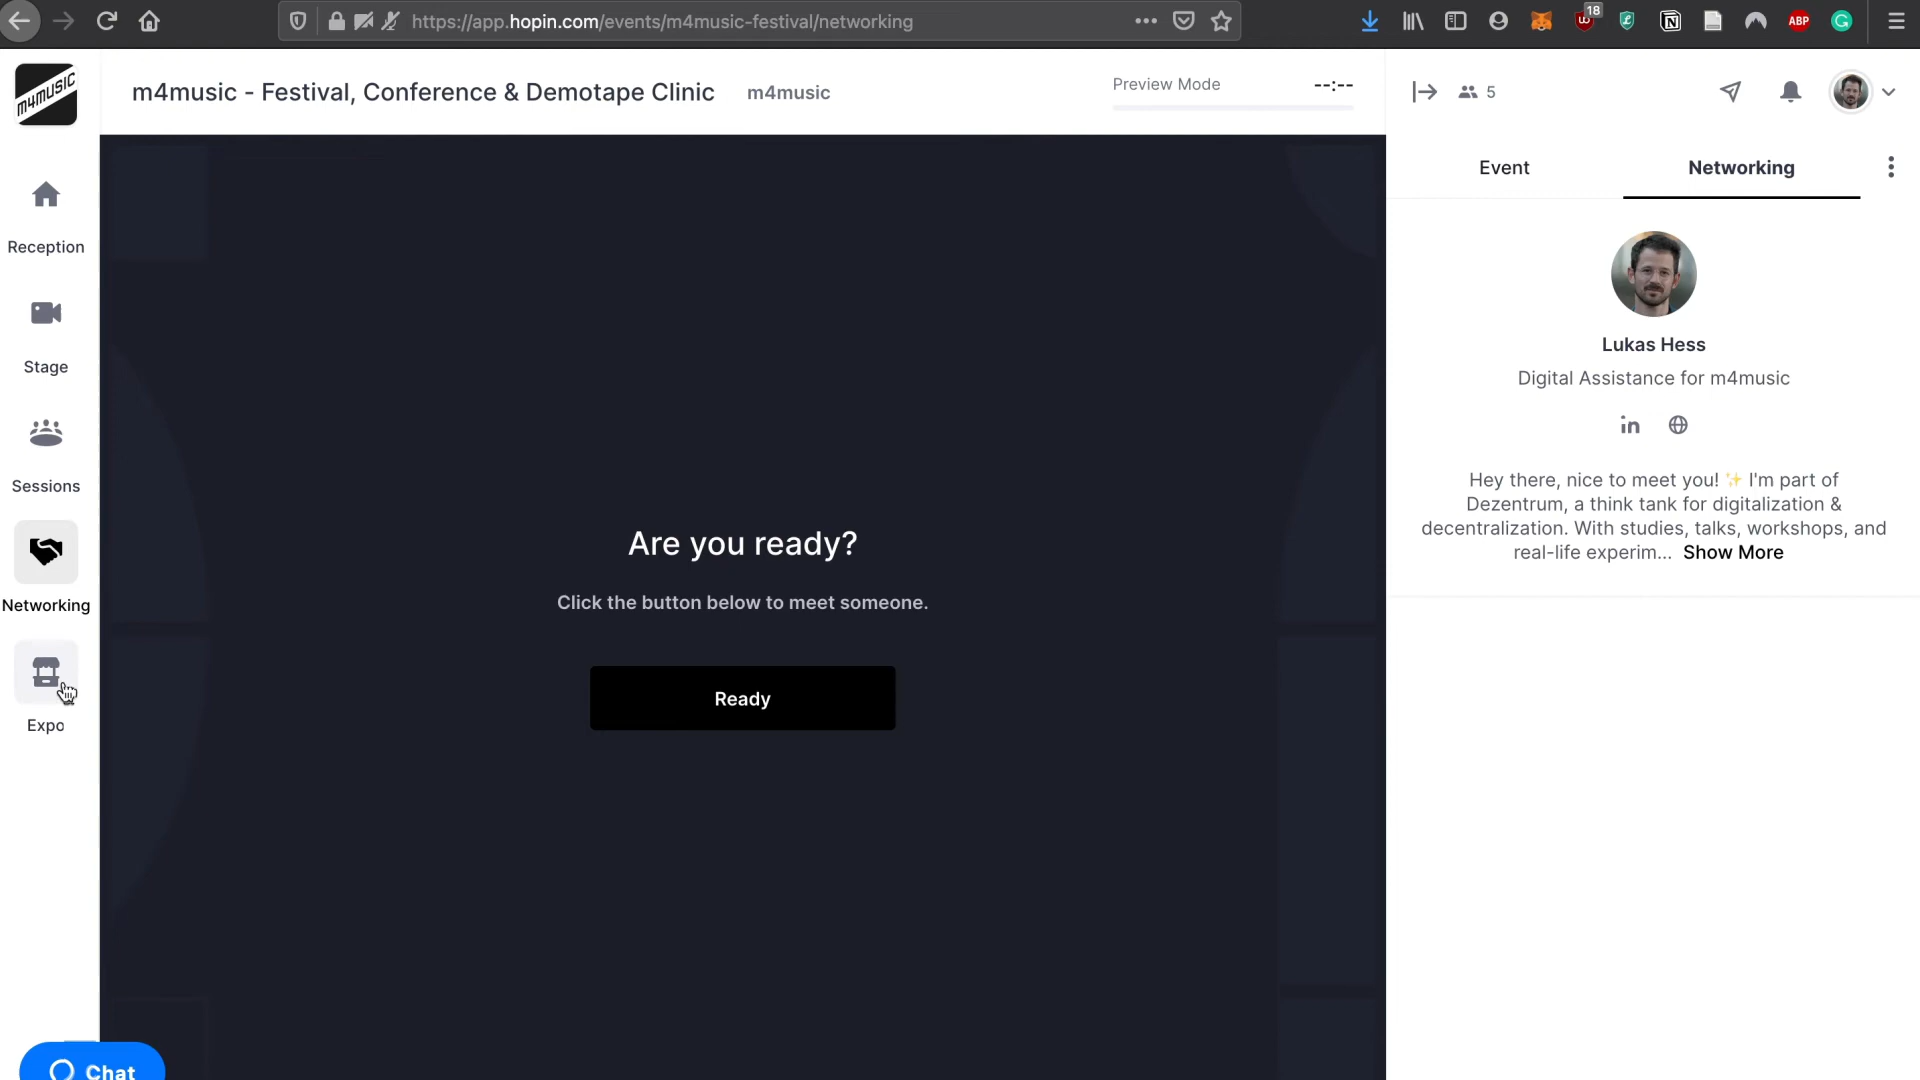 https://app.hopin.com/events/m4music-festival/networking
18
ABP
m4music
m4music - Festival, Conference & Demotape Clinic
m4music
Preview Mode
--:--
5
Reception
Stage
Sessions
Networking
Expo
Are you ready?
Click the button below to meet someone.
Ready
Event
Networking
Lukas Hess
Digital Assistance for m4music
in
Hey there, nice to meet you! ✨ I'm part of
Dezentrum, a think tank for digitalization &
decentralization. With studies, talks, workshops, and
real-life experim... Show More
Chat